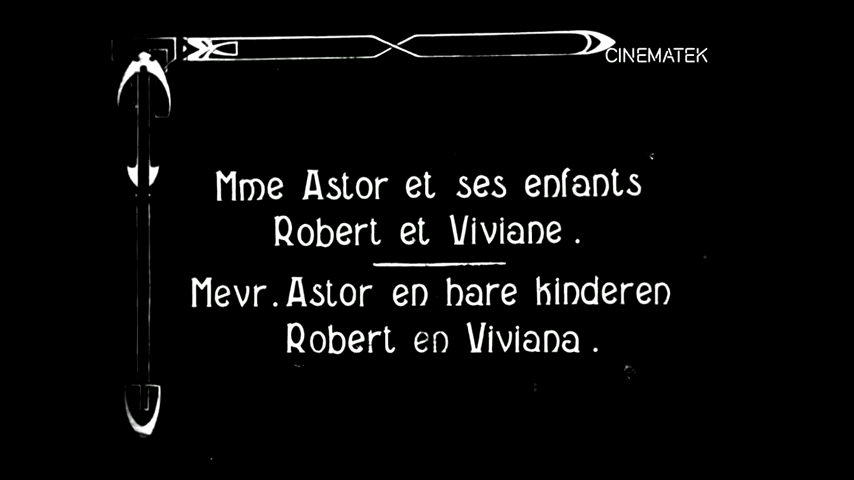 CINEMATEK
Mme Astor et ses enfants
Robert et Viviane.
Mevr. Astor en hare kinderen
Robert en Viviana.